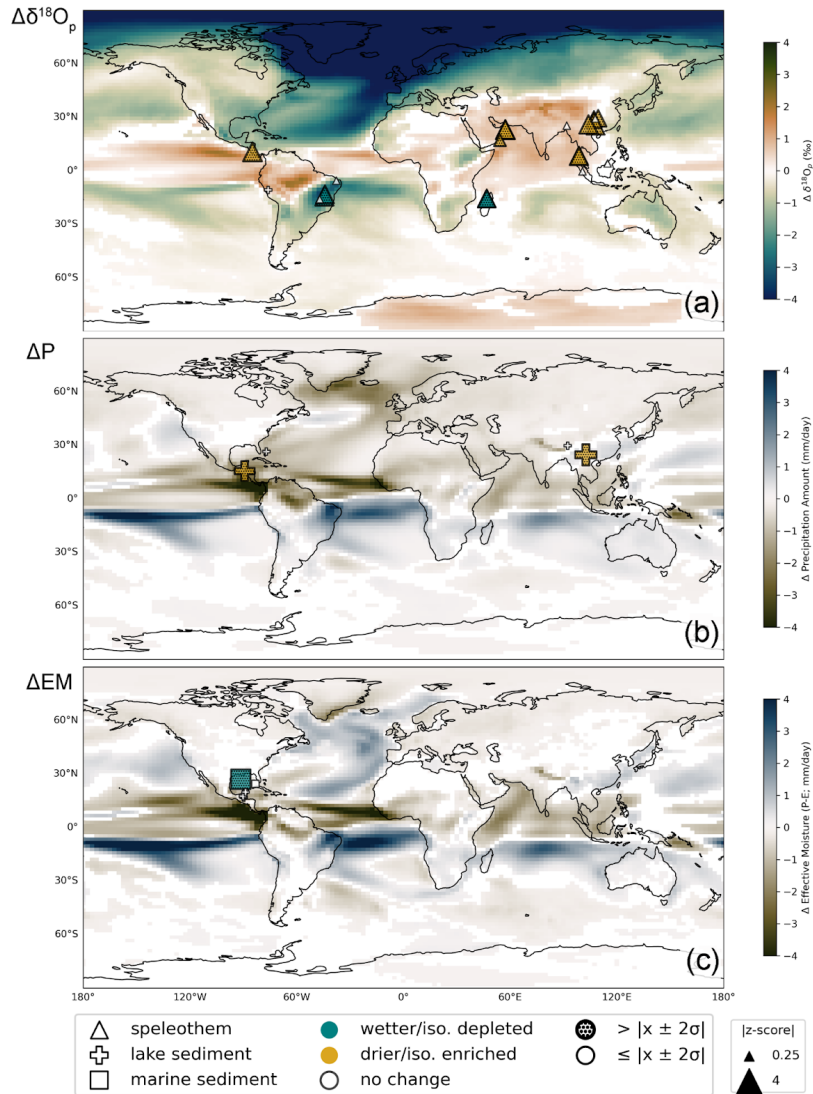 Δδ¹⁸Oₚ
60°N
30°N
0°
30°S
60°S
(a)
4
3
2
1
0
−1
−2
−3
−4
Δ δ¹⁸Oₚ (‰)
ΔP
60°N
30°N
0°
30°S
60°S
(b)
4
3
2
1
0
−1
−2
−3
−4
Δ Precipitation Amount (mm/day)
ΔEM
60°N
30°N
0°
30°S
60°S
(c)
4
3
2
1
0
−1
−2
−3
−4
Δ Effective Moisture (P-E; mm/day)
180° 120°W 60°W 0° 60°E 120°E 180°
speleothem
lake sediment
marine sediment
wetter/iso. depleted
drier/iso. enriched
no change
> |x ± 2σ|
≤ |x ± 2σ|
|z-score|
0.25
4